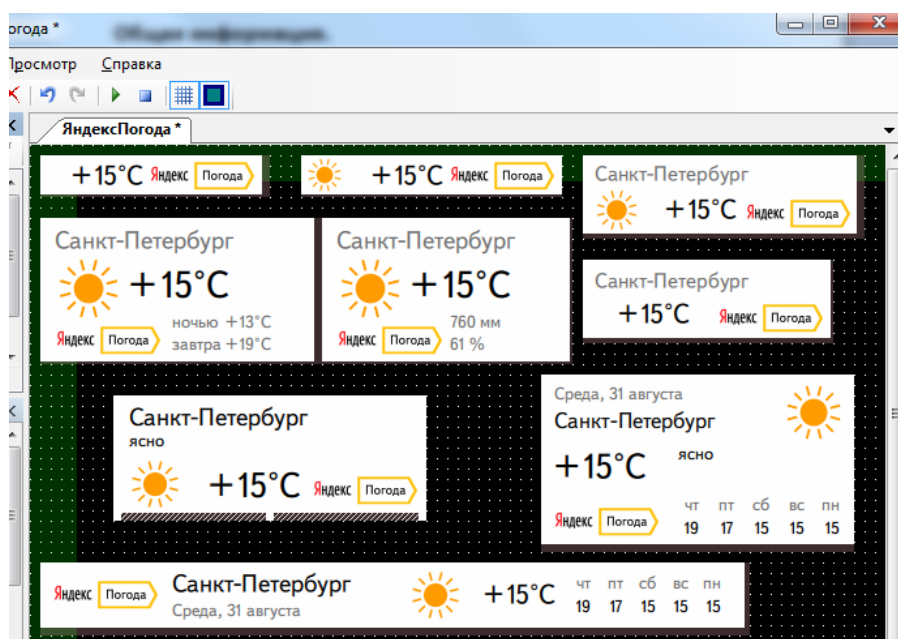 огода *
Общая информация.
Просмотр Справка
ЯндексПогода *
+15°C Яндекс Погода
+15°C Яндекс Погода
Санкт-Петербург
+15°C Яндекс Погода
Санкт-Петербург
+15°C
ночью +13°C
Яндекс Погода
завтра +19°C
Санкт-Петербург
+15°C
760 мм
Яндекс Погода
61 %
Санкт-Петербург
+15°C Яндекс Погода
Санкт-Петербург
ясно
+15°C Яндекс Погода
Среда, 31 августа
Санкт-Петербург
+15°C ясно
чт пт сб вс пн
Яндекс Погода
19 17 15 15 15
Яндекс Погода
Санкт-Петербург
Среда, 31 августа
+15°C
чт пт сб вс пн
19 17 15 15 15